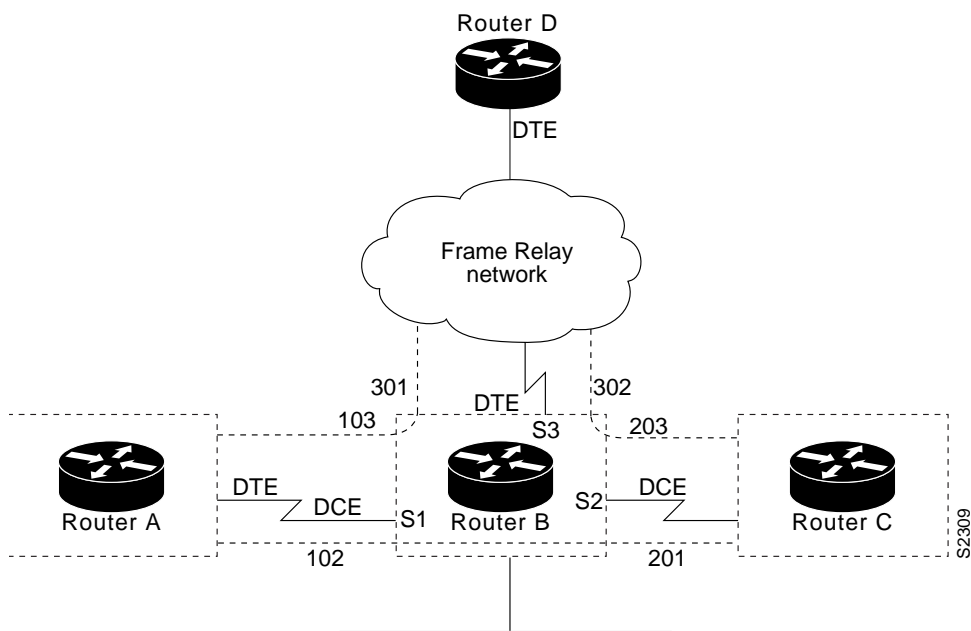 Router D
DTE
Frame Relay
network
301
302
DTE
103
S3
203
DTE
DCE
S1
S2
DCE
Router A
Router B
Router C
102
201
S2309